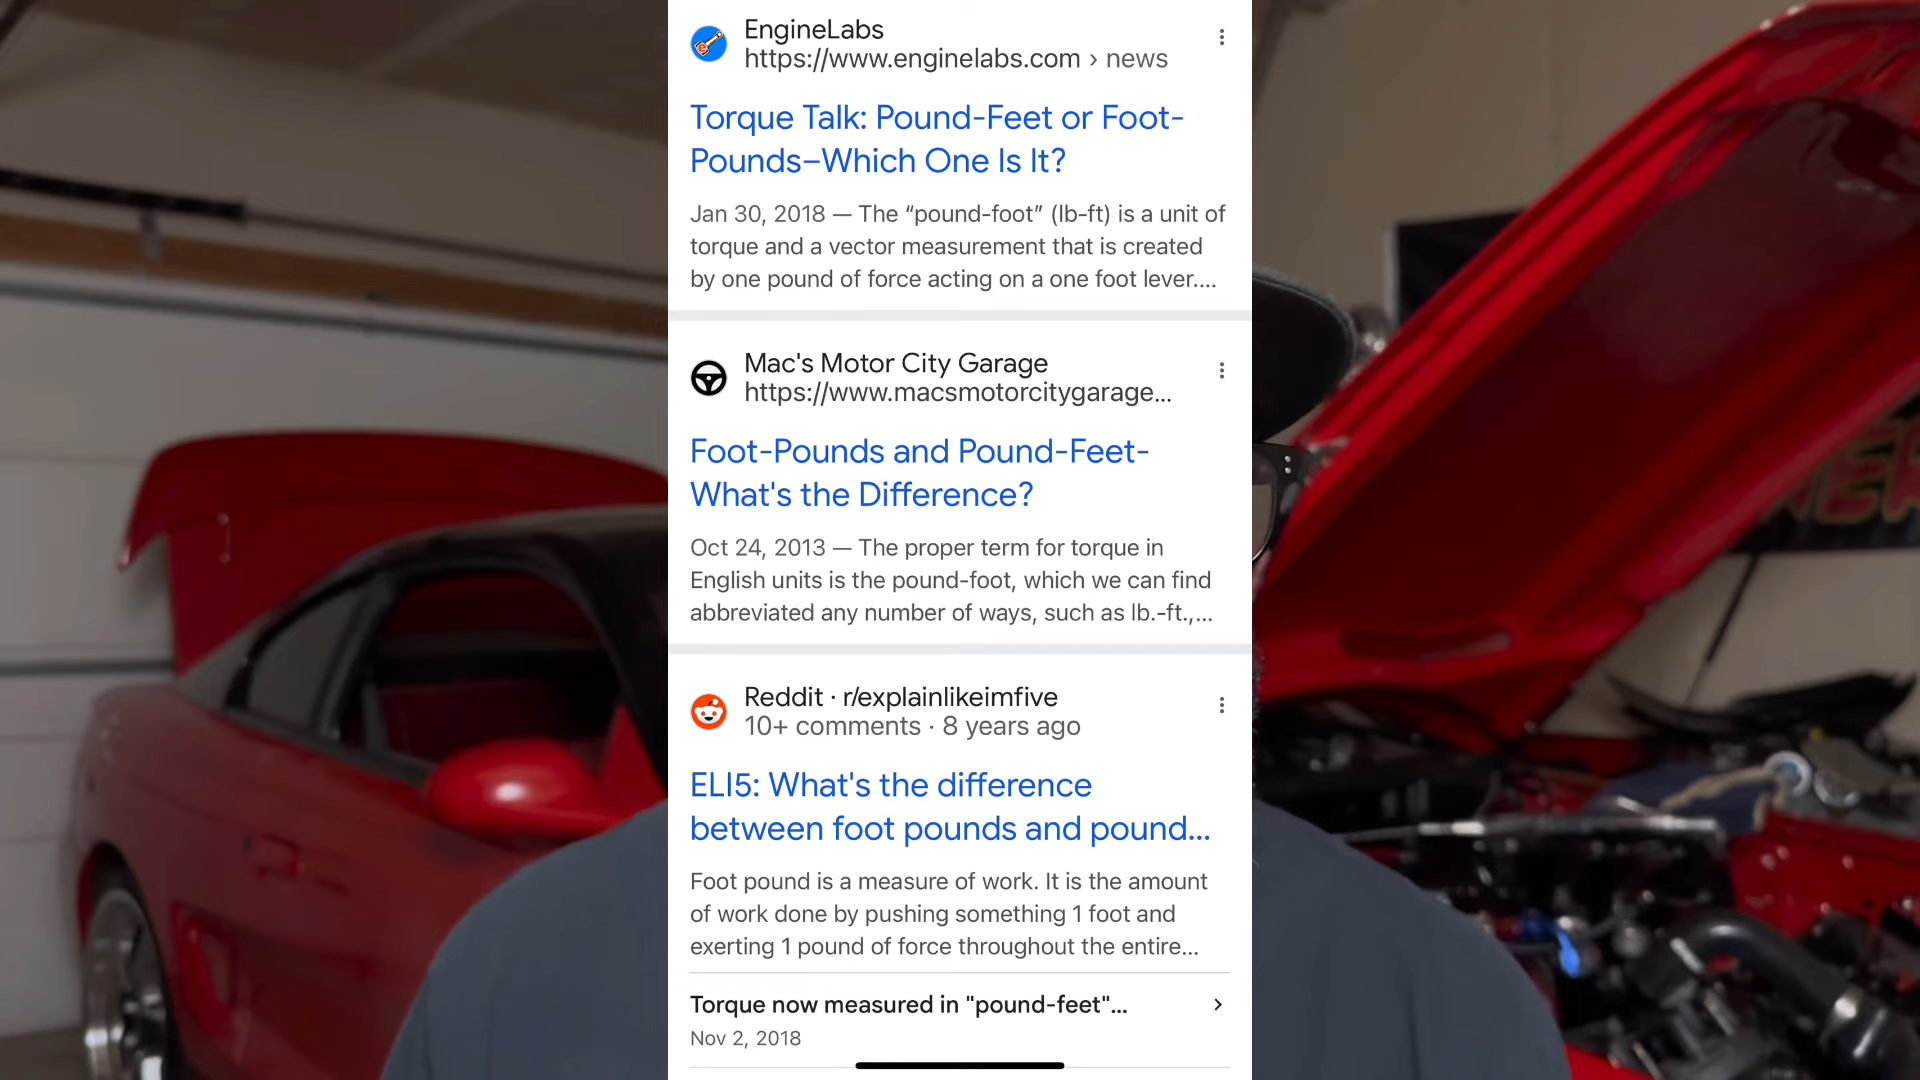 EngineLabs
https://www.enginelabs.com › news
Torque Talk: Pound-Feet or Foot-
Pounds–Which One Is It?
Jan 30, 2018 — The “pound-foot” (lb-ft) is a unit of
torque and a vector measurement that is created
by one pound of force acting on a one foot lever....
Mac's Motor City Garage
https://www.macsmotorcitygarage...
Foot-Pounds and Pound-Feet-
What's the Difference?
Oct 24, 2013 — The proper term for torque in
English units is the pound-foot, which we can find
abbreviated any number of ways, such as lb.-ft.,...
Reddit · r/explainlikeimfive
10+ comments · 8 years ago
ELI5: What's the difference
between foot pounds and pound...
Foot pound is a measure of work. It is the amount
of work done by pushing something 1 foot and
exerting 1 pound of force throughout the entire...
Torque now measured in "pound-feet"...
Nov 2, 2018